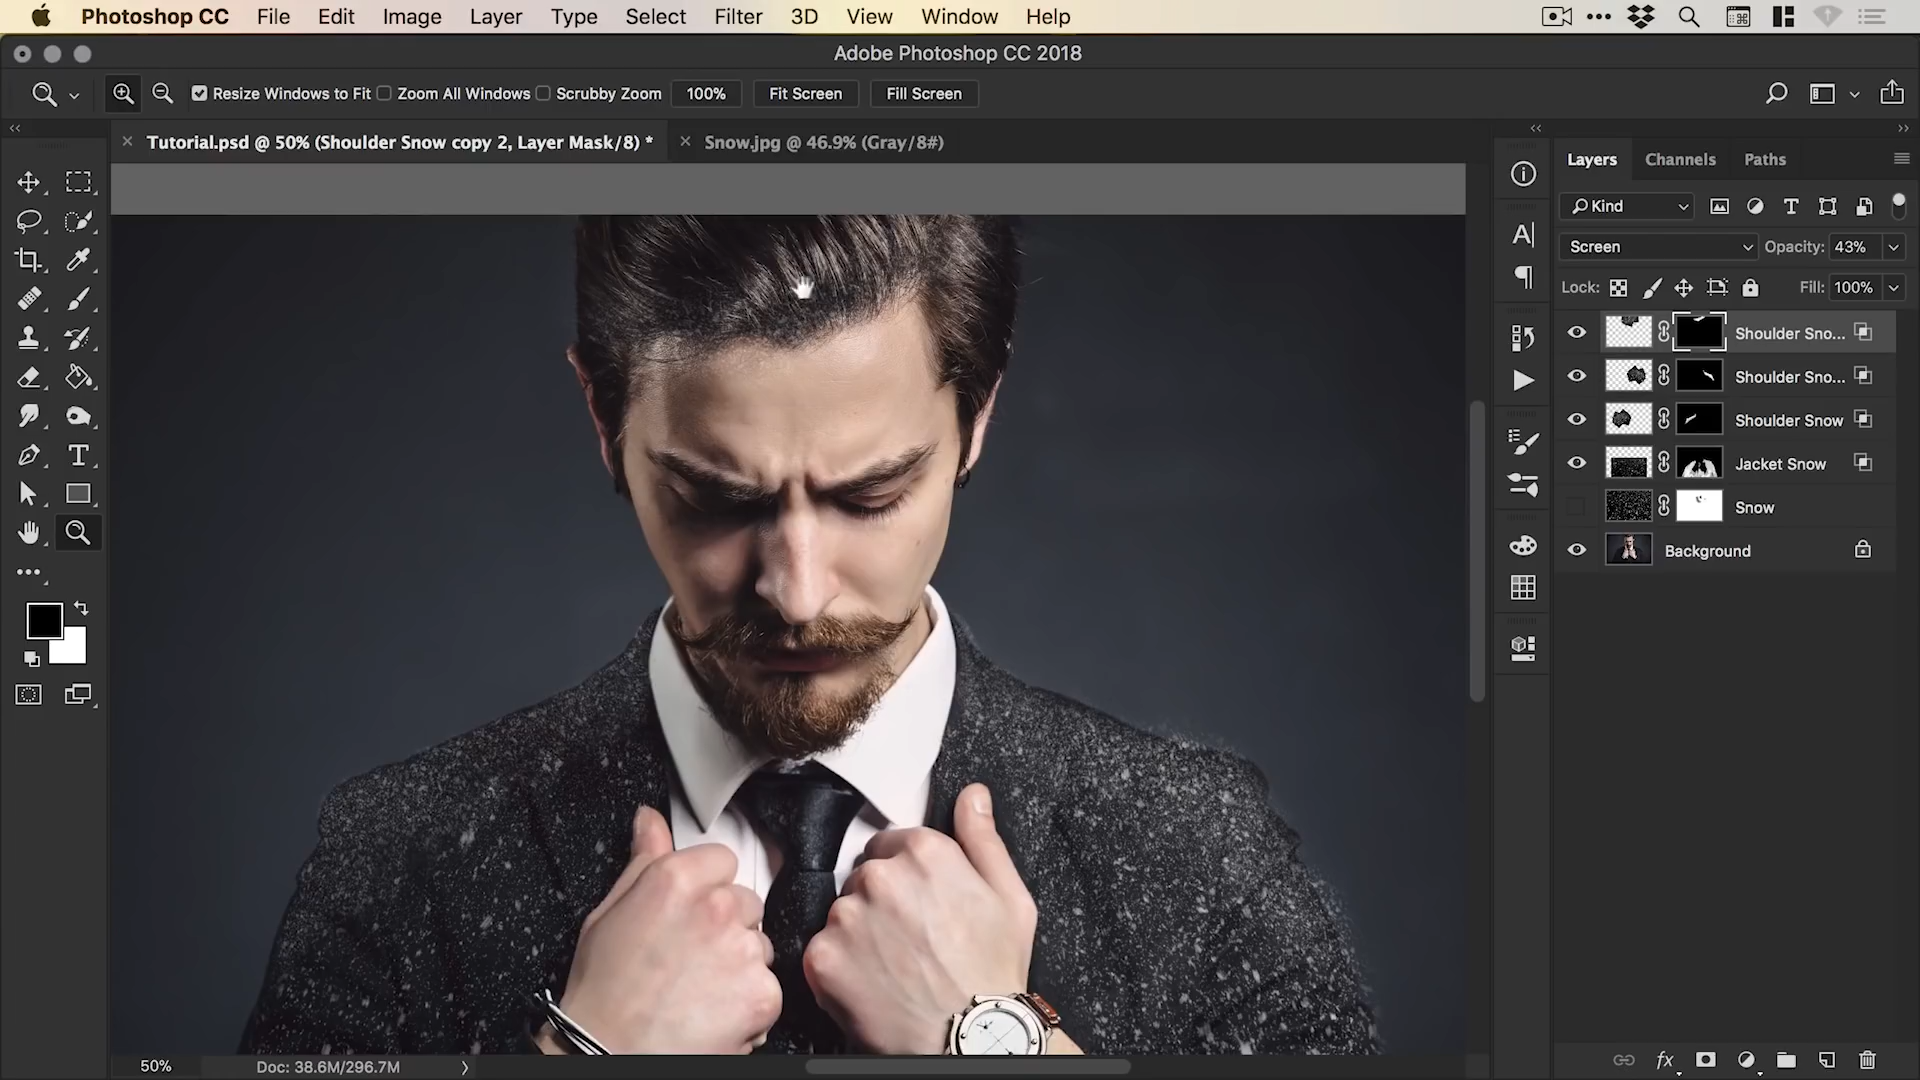 Photoshop CC File Edit Image Layer Type Select Filter 3D View Window Help
Adobe Photoshop CC 2018
Resize Windows to Fit Zoom All Windows Scrubby Zoom 100% Fit Screen Fill Screen
Tutorial.psd @ 50% (Shoulder Snow copy 2, Layer Mask/8) * Snow.jpg @ 46.9% (Gray/8#)
Layers Channels Paths
Kind
Screen Opacity: 43%
Lock: Fill: 100%
Shoulder Sno...
Shoulder Sno...
Shoulder Snow
Jacket Snow
Snow
Background
50% Doc: 38.6M/296.7M